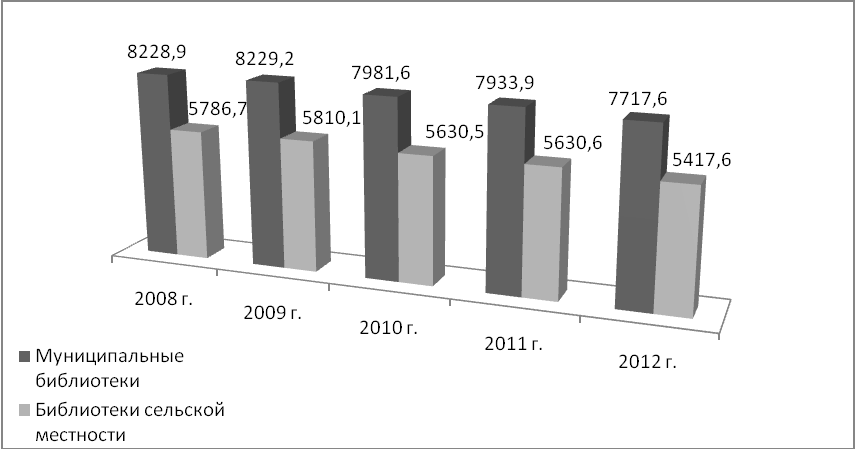 8228,9
5786,7
8229,2
5810,1
7981,6
5630,5
7933,9
5630,6
7717,6
5417,6
2008 г.
2009 г.
2010 г.
2011 г.
2012 г.
Муниципальные
библиотеки
Библиотеки сельской
местности